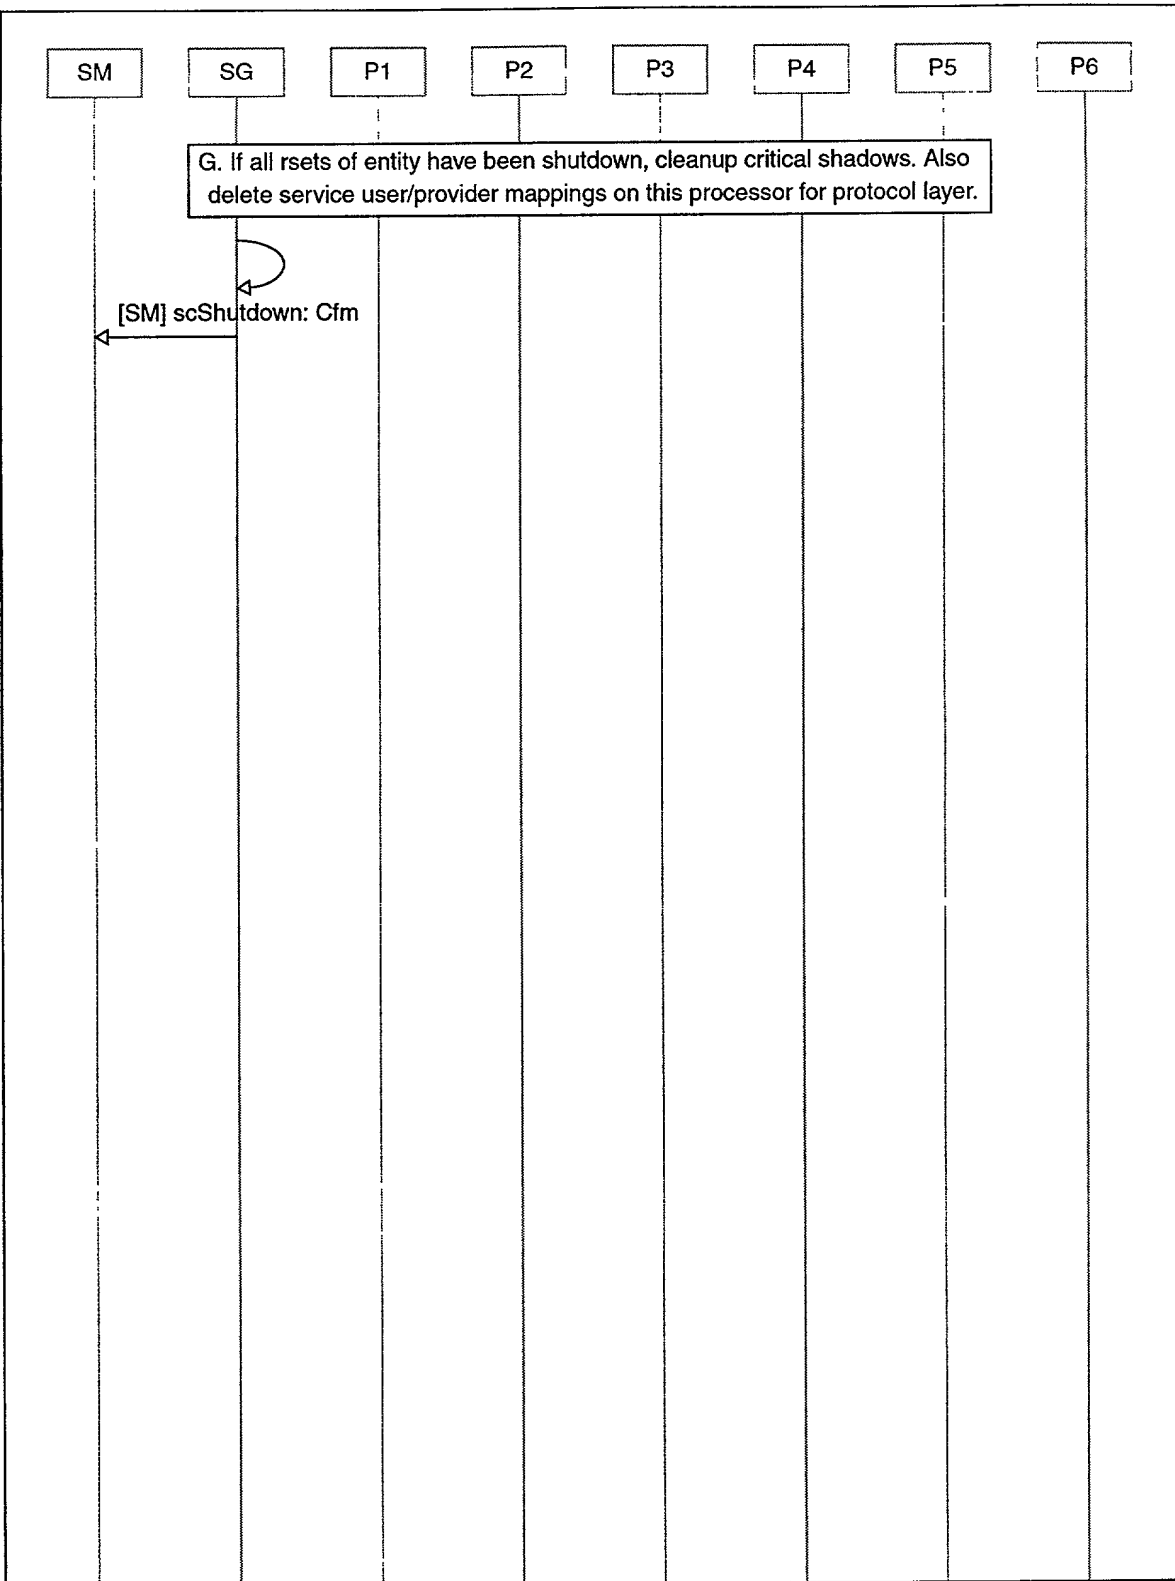 SM SG P1 P2 P3 P4 P5 P6
G. If all rsets of entity have been shutdown, cleanup critical shadows. Also
delete service user/provider mappings on this processor for protocol layer.
[SM] scShutdown: Cfm